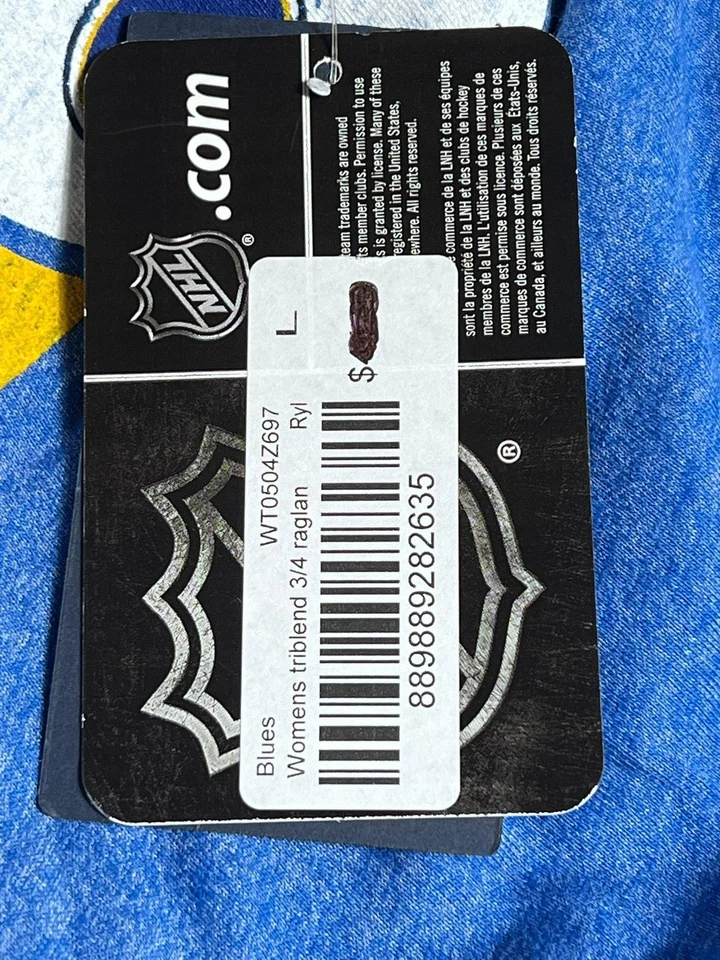 NHL
®
.com
team trademarks are owned
its member clubs. Permission to use
is granted by license. Many of these
registered in the United States,
ewhere. All rights reserved.
commerce de la LNH et de ses équipes
sont la propriété de la LNH et des clubs de hockey
membres de la LNH. L'utilisation de ces marques de
commerce est permise sous licence. Plusieurs de ces
marques de commerce sont déposées aux États-Unis,
au Canada, et ailleurs au monde. Tous droits réservés.
Blues WT0504Z697 L
Womens triblend 3/4 raglan Ryl
$
889889282635
®